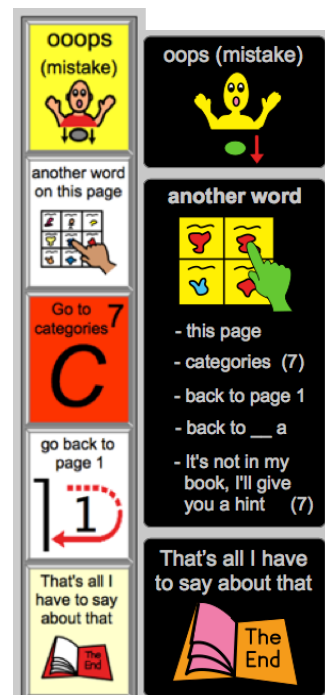 ooops
(mistake)
another word
on this page
Go to
categories 7
C
go back to
page 1
1
That's all I
have to say
about that
The
End
oops (mistake)
another word
- this page
- categories (7)
- back to page 1
- back to __ a
- It's not in my
book, I'll give
you a hint (7)
That's all I have
to say about that
The
End